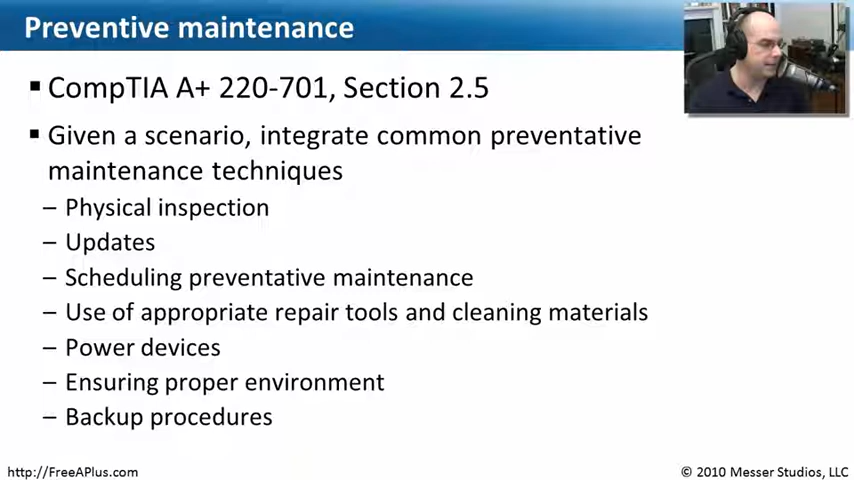 Preventive maintenance
▪ CompTIA A+ 220-701, Section 2.5
▪ Given a scenario, integrate common preventative
maintenance techniques
– Physical inspection
– Updates
– Scheduling preventative maintenance
– Use of appropriate repair tools and cleaning materials
– Power devices
– Ensuring proper environment
– Backup procedures
http://FreeAPlus.com
© 2010 Messer Studios, LLC